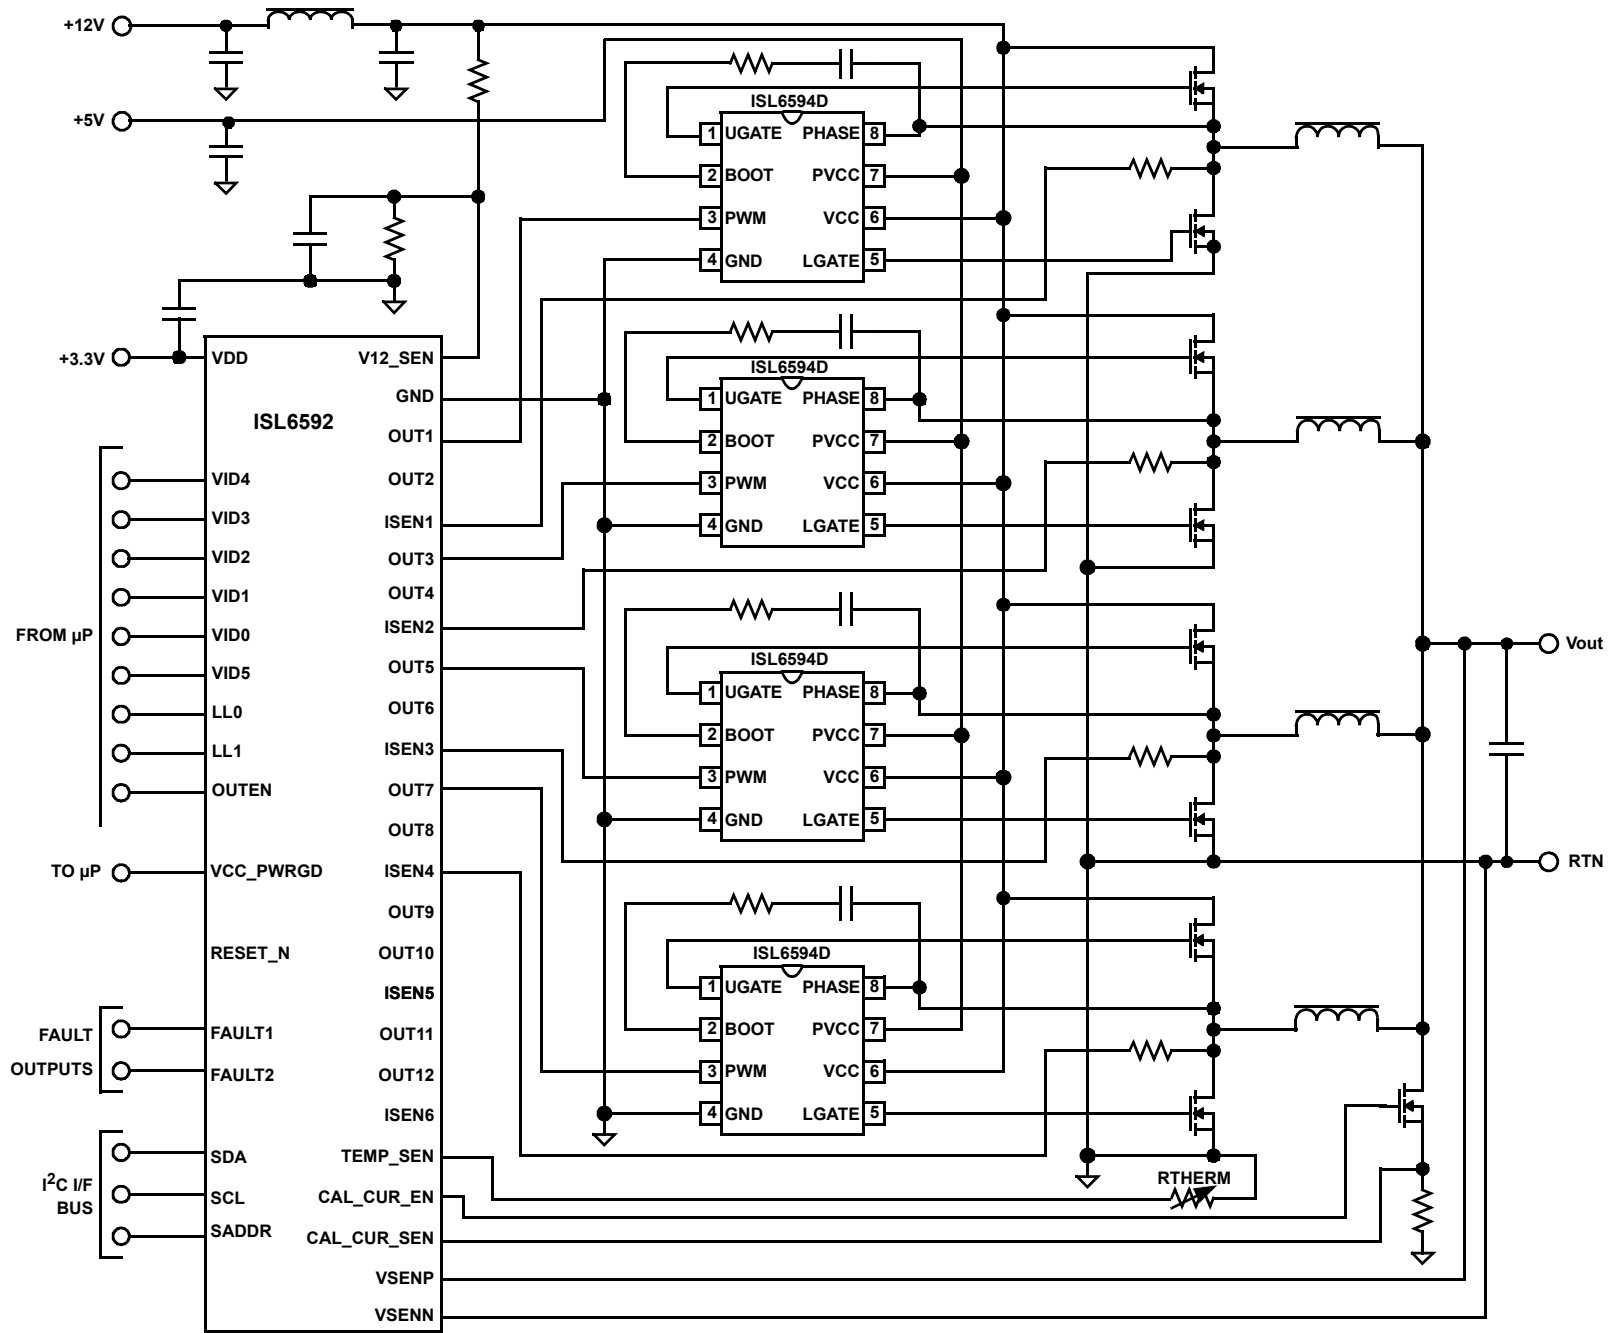 +12V
+5V
+3.3V
ISL6592
VDD
VID4
VID3
VID2
VID1
VID0
VID5
LL0
LL1
OUTEN
VCC_PWRGD
RESET_N
FAULT1
FAULT2
SDA
SCL
SADDR
FROM µP
TO µP
FAULT
OUTPUTS
I2C I/F
BUS
V12_SEN
GND
OUT1
OUT2
ISEN1
OUT3
OUT4
ISEN2
OUT5
OUT6
ISEN3
OUT7
OUT8
ISEN4
OUT9
OUT10
ISEN5
OUT11
OUT12
ISEN6
TEMP_SEN
CAL_CUR_EN
CAL_CUR_SEN
VSENP
VSENN
ISL6594D
1 UGATE PHASE 8
2 BOOT PVCC 7
3 PWM VCC 6
4 GND LGATE 5
ISL6594D
1 UGATE PHASE 8
2 BOOT PVCC 7
3 PWM VCC 6
4 GND LGATE 5
ISL6594D
1 UGATE PHASE 8
2 BOOT PVCC 7
3 PWM VCC 6
4 GND LGATE 5
ISL6594D
1 UGATE PHASE 8
2 BOOT PVCC 7
3 PWM VCC 6
4 GND LGATE 5
RTHERM
Vout
RTN